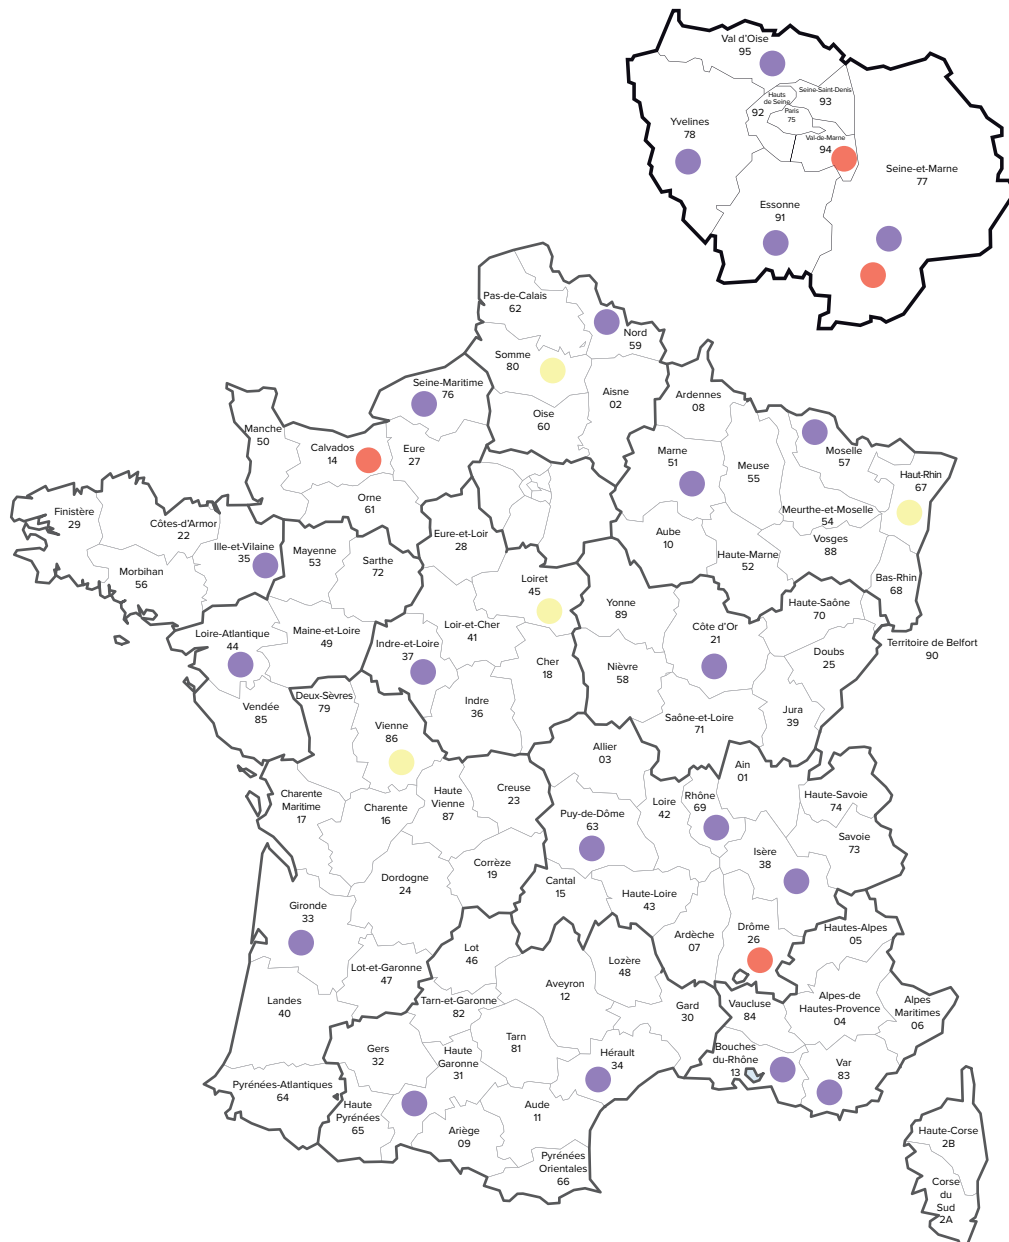 Val d'Oise
95
Hauts
de Seine
92
Seine-Saint-Denis
93
Paris
75
Yvelines
78
Val-de-Marne
94
Seine-et-Marne
77
Essonne
91
Pas-de-Calais
62
Nord
59
Somme
80
Seine-Maritime
76
Aisne
02
Ardennes
08
Oise
60
Manche
50
Calvados
14
Eure
27
Marne
51
Meuse
55
Moselle
57
Haut-Rhin
67
Orne
61
Meurthe-et-Moselle
54
Finistère
29
Côtes-d'Armor
22
Ille-et-Vilaine
35
Mayenne
53
Sarthe
72
Eure-et-Loir
28
Aube
10
Haute-Marne
52
Vosges
88
Morbihan
56
Loiret
45
Bas-Rhin
68
Yonne
89
Haute-Saône
70
Loire-Atlantique
44
Maine-et-Loire
49
Indre-et-Loire
37
Loir-et-Cher
41
Côte d'Or
21
Doubs
25
Territoire de Belfort
90
Cher
18
Nièvre
58
Vendée
85
Deux-Sèvres
79
Indre
36
Jura
39
Vienne
86
Saône-et-Loire
71
Allier
03
Ain
01
Charente
Maritime
17
Charente
16
Haute
Vienne
87
Creuse
23
Puy-de-Dôme
63
Loire
42
Rhône
69
Haute-Savoie
74
Isère
38
Savoie
73
Dordogne
24
Corrèze
19
Cantal
15
Haute-Loire
43
Gironde
33
Ardèche
07
Drôme
26
Hautes-Alpes
05
Lot
46
Lot-et-Garonne
47
Lozère
48
Aveyron
12
Landes
40
Tarn-et-Garonne
82
Gard
30
Vaucluse
84
Alpes-de
Hautes-Provence
04
Alpes
Maritimes
06
Gers
32
Haute
Garonne
31
Tarn
81
Hérault
34
Bouches
du-Rhône
13
Var
83
Pyrénées-Atlantiques
64
Haute
Pyrénées
65
Ariège
09
Aude
11
Pyrénées
Orientales
66
Haute-Corse
2B
Corse
du
Sud
2A